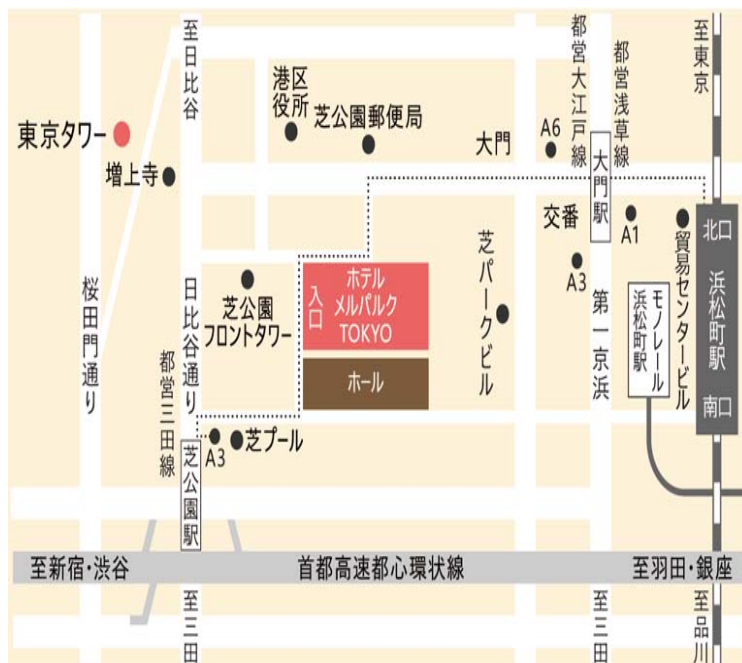 至日比谷
都営大江戸線
都営浅草線
至東京
港区
役所
芝公園郵便局
東京タワー
増上寺
大門
A6
大門駅
交番
A1
A3
貿易センタービル
北口
浜松町駅
南口
モノレール
浜松町駅
第一京浜
芝パークビル
入口
ホテル
メルパルク
TOKYO
ホール
芝公園
フロントタワー
日比谷通り
桜田門通り
都営三田線
A3
芝プール
芝公園駅
至新宿・渋谷
首都高速都心環状線
至羽田・銀座
至三田
至三田
至品川